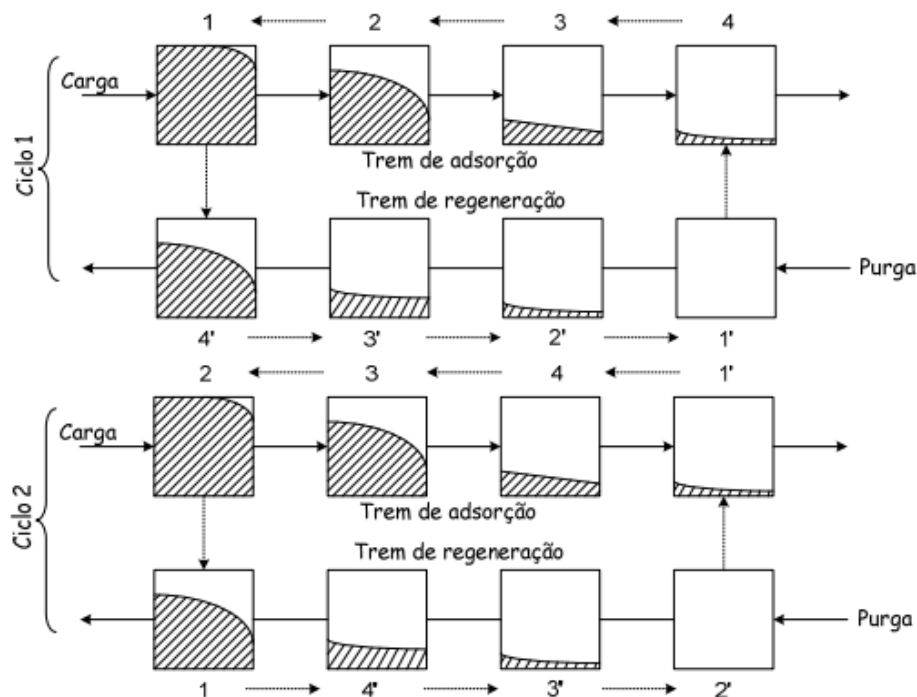 1 2 3 4
Carga
Trem de adsorção
Ciclo 1
Trem de regeneração
Purga
4' 3' 2' 1'
2 3 4 1'
Carga
Trem de adsorção
Ciclo 2
Trem de regeneração
Purga
1 4' 3' 2'